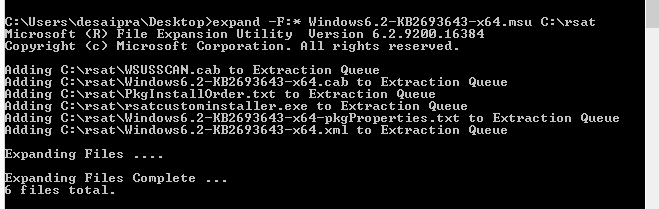 C:\Users\desaipra\Desktop>expand -F:* Windows6.2-KB2693643-x64.msu C:\rsat
Microsoft (R) File Expansion Utility  Version 6.2.9200.16384
Copyright (c) Microsoft Corporation. All rights reserved.
Adding C:\rsat\WSUSSCAN.cab to Extraction Queue
Adding C:\rsat\Windows6.2-KB2693643-x64.cab to Extraction Queue
Adding C:\rsat\PkgInstallOrder.txt to Extraction Queue
Adding C:\rsat\rsatcustominstaller.exe to Extraction Queue
Adding C:\rsat\Windows6.2-KB2693643-x64-pkgProperties.txt to Extraction Queue
Adding C:\rsat\Windows6.2-KB2693643-x64.xml to Extraction Queue
Expanding Files ....
Expanding Files Complete ...
6 files total.